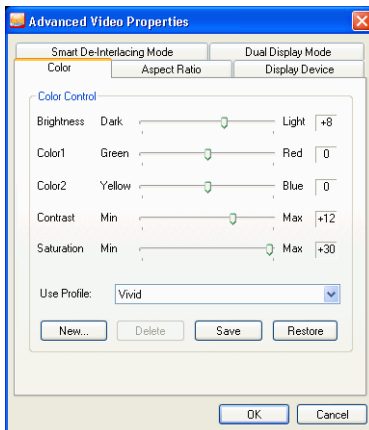 Advanced Video Properties
Smart De-Interlacing Mode Dual Display Mode
Color Aspect Ratio Display Device
Color Control
Brightness Dark Light +8
Color1 Green Red 0
Color2 Yellow Blue 0
Contrast Min Max +12
Saturation Min Max +30
Use Profile: Vivid
New... Delete Save Restore
OK Cancel